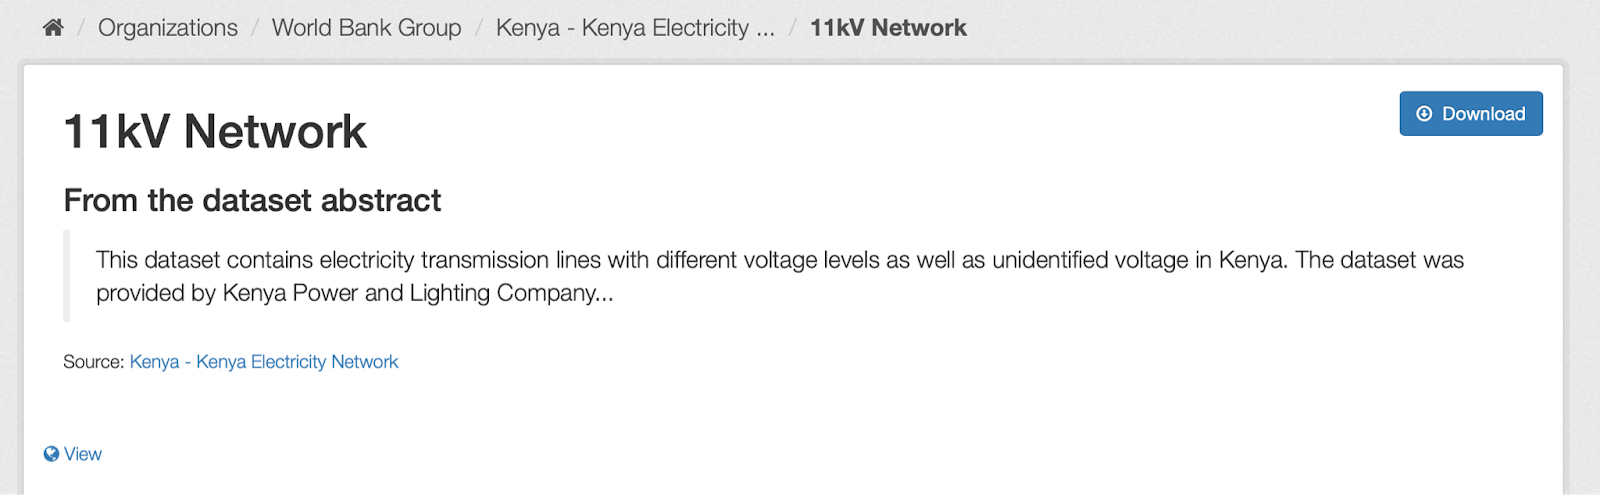 / Organizations / World Bank Group / Kenya - Kenya Electricity ... / 11kV Network
Download
11kV Network
From the dataset abstract
This dataset contains electricity transmission lines with different voltage levels as well as unidentified voltage in Kenya. The dataset was
provided by Kenya Power and Lighting Company...
Source: Kenya - Kenya Electricity Network
View